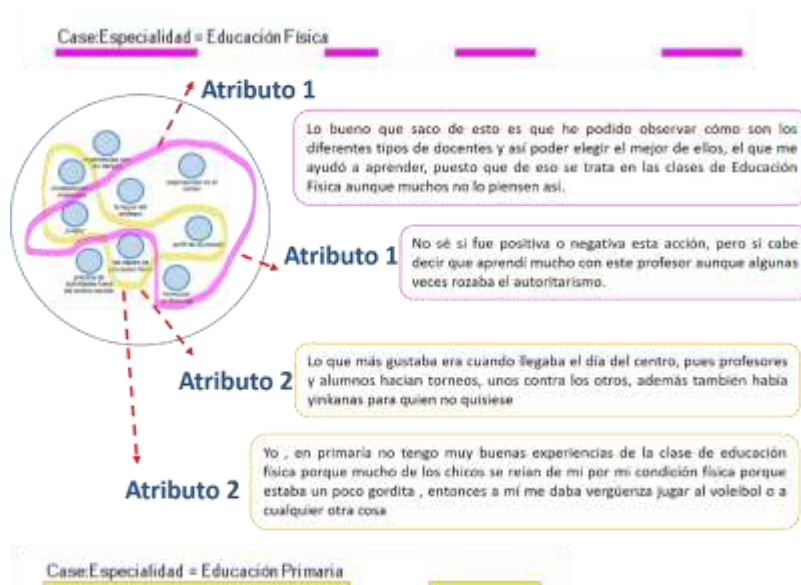 Case:Especialidad = Educación Física
Atributo 1
Lo bueno que saco de esto es que he podido observar cómo son los
diferentes tipos de docentes y así poder elegir el mejor de ellos, el que me
ayudó a aprender, puesto que de eso se trata en las clases de Educación
Física aunque muchos no lo piensen así.
Atributo 1
No sé si fue positiva o negativa esta acción, pero si cabe
decir que aprendí mucho con este profesor aunque algunas
veces rozaba el autoritarismo.
Atributo 2
Lo que más gustaba era cuando llegaba el día del centro, pues profesores
y alumnos hacían torneos, unos contra los otros, además también había
yinkanas para quien no quisiese
Atributo 2
Yo , en primaria no tengo muy buenas experiencias de la clase de educación
física porque mucho de los chicos se reían de mi por mi condición física porque
estaba un poco gordita , entonces a mí me daba vergüenza jugar al voleibol o a
cualquier otra cosa
Case:Especialidad = Educación Primaria